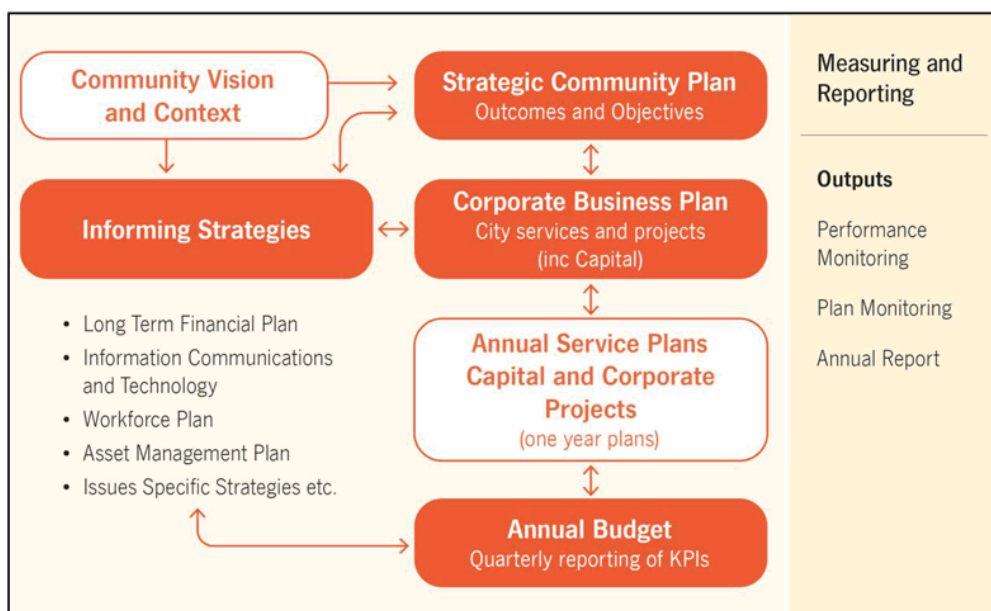 Community Vision
and Context
Strategic Community Plan
Outcomes and Objectives
Informing Strategies
Corporate Business Plan
City services and projects
(inc Capital)
• Long Term Financial Plan
• Information Communications
and Technology
• Workforce Plan
• Asset Management Plan
• Issues Specific Strategies etc.
Annual Service Plans
Capital and Corporate
Projects
(one year plans)
Annual Budget
Quarterly reporting of KPIs
Measuring and
Reporting
Outputs
Performance
Monitoring
Plan Monitoring
Annual Report